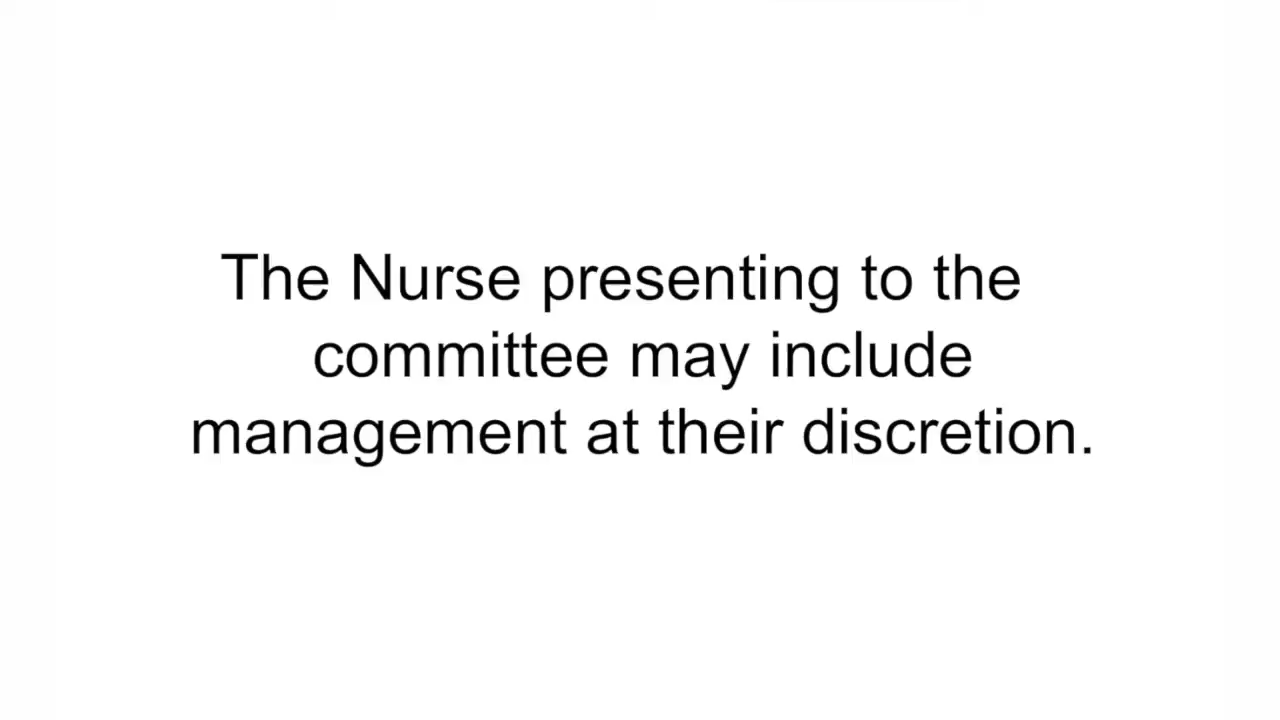 The Nurse presenting to the
committee may include
management at their discretion.